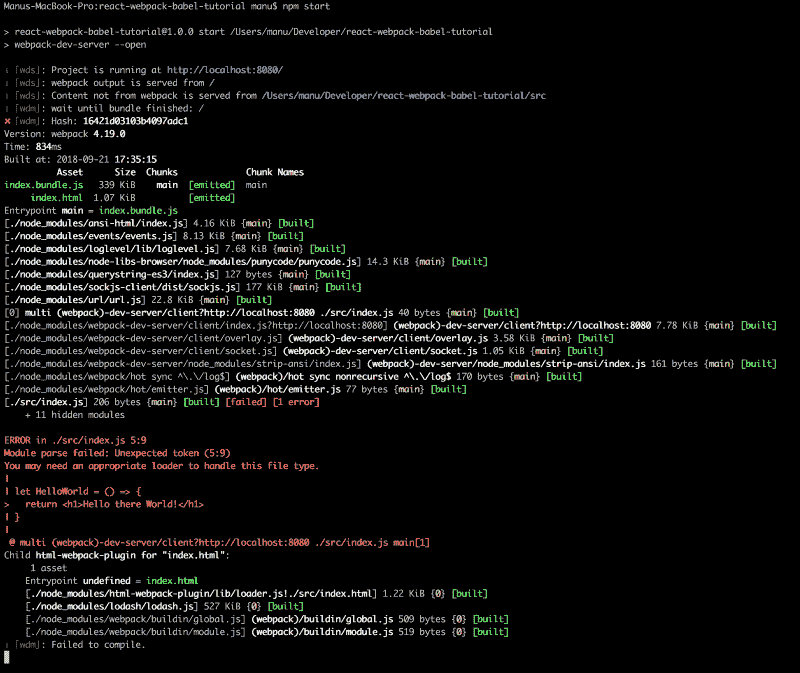 Manus-MacBook-Pro:react-webpack-babel-tutorial manu$ npm start
> react-webpack-babel-tutorial@1.0.0 start /Users/manu/Developer/react-webpack-babel-tutorial
> webpack-dev-server --open
i ｢wds｣: Project is running at http://localhost:8080/
i ｢wds｣: webpack output is served from /
i ｢wds｣: Content not from webpack is served from /Users/manu/Developer/react-webpack-babel-tutorial/src
i ｢wdm｣: wait until bundle finished: /
✖ ｢wdm｣: Hash: 16421d03103b4097adc1
Version: webpack 4.19.0
Time: 834ms
Built at: 2018-09-21 17:35:15
Asset Size Chunks Chunk Names
index.bundle.js 339 KiB main [emitted] main
index.html 1.07 KiB [emitted]
Entrypoint main = index.bundle.js
[./node_modules/ansi-html/index.js] 4.16 KiB {main} [built]
[./node_modules/events/events.js] 8.13 KiB {main} [built]
[./node_modules/loglevel/lib/loglevel.js] 7.68 KiB {main} [built]
[./node_modules/node-libs-browser/node_modules/punycode/punycode.js] 14.3 KiB {main} [built]
[./node_modules/querystring-es3/index.js] 127 bytes {main} [built]
[./node_modules/sockjs-client/dist/sockjs.js] 177 KiB {main} [built]
[./node_modules/url/url.js] 22.8 KiB {main} [built]
[0] multi (webpack)-dev-server/client?http://localhost:8080 ./src/index.js 40 bytes {main} [built]
[./node_modules/webpack-dev-server/client/index.js?http://localhost:8080] (webpack)-dev-server/client?http://localhost:8080 7.78 KiB {main} [built]
[./node_modules/webpack-dev-server/client/overlay.js] (webpack)-dev-server/client/overlay.js 3.58 KiB {main} [built]
[./node_modules/webpack-dev-server/client/socket.js] (webpack)-dev-server/client/socket.js 1.05 KiB {main} [built]
[./node_modules/webpack-dev-server/node_modules/strip-ansi/index.js] (webpack)-dev-server/node_modules/strip-ansi/index.js 161 bytes {main} [built]
[./node_modules/webpack/hot sync ^\.\/log$] (webpack)/hot sync nonrecursive ^\.\/log$ 170 bytes {main} [built]
[./node_modules/webpack/hot/emitter.js] (webpack)/hot/emitter.js 77 bytes {main} [built]
[./src/index.js] 206 bytes {main} [built] [failed] [1 error]
+ 11 hidden modules
ERROR in ./src/index.js 5:9
Module parse failed: Unexpected token (5:9)
You may need an appropriate loader to handle this file type.
|
| let HelloWorld = () => {
>   return <h1>Hello there World!</h1>
| }
|
@ multi (webpack)-dev-server/client?http://localhost:8080 ./src/index.js main[1]
Child html-webpack-plugin for "index.html":
1 asset
Entrypoint undefined = index.html
[./node_modules/html-webpack-plugin/lib/loader.js!./src/index.html] 1.22 KiB {0} [built]
[./node_modules/lodash/lodash.js] 527 KiB {0} [built]
[./node_modules/webpack/buildin/global.js] (webpack)/buildin/global.js 509 bytes {0} [built]
[./node_modules/webpack/buildin/module.js] (webpack)/buildin/module.js 519 bytes {0} [built]
i ｢wdm｣: Failed to compile.